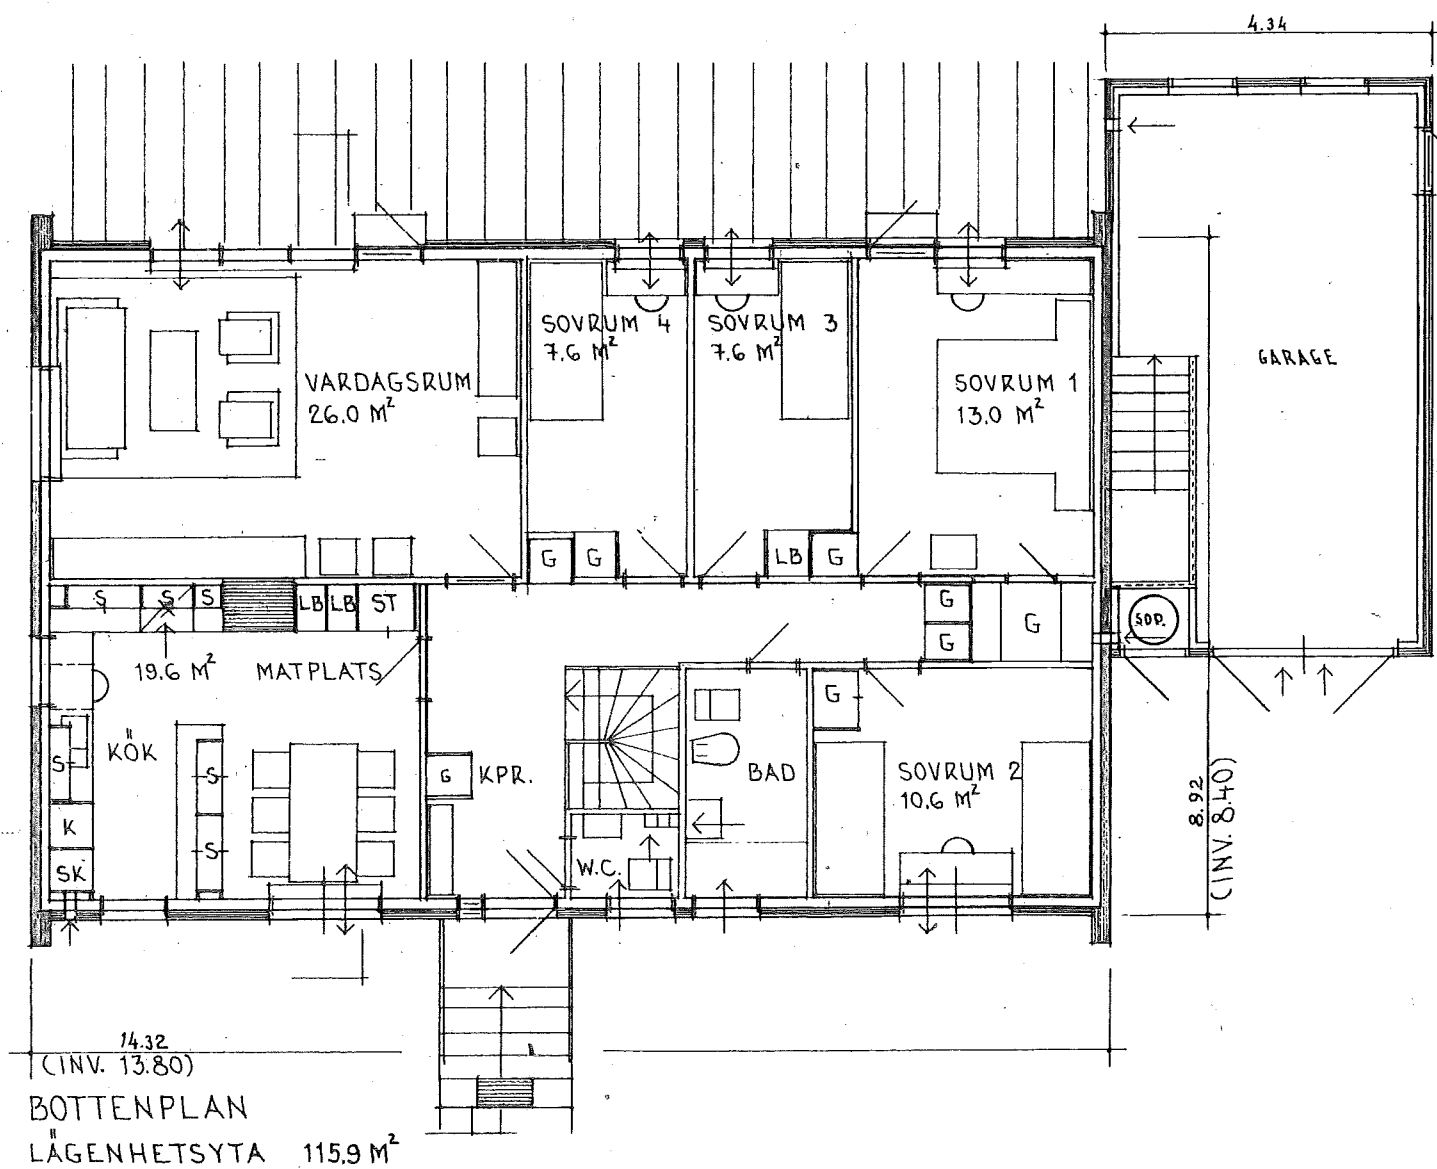 4.34
SOVRUM 4
7.6 M²
SOVRUM 3
7.6 M²
VARDAGSRUM
26.0 M²
SOVRUM 1
13.0 M²
GARAGE
G
G
LB
G
S
S
S
LB
LB
ST
G
G
G
SOP.
19.6 M²
MATPLATS
KÖK
S
K
SK
S
S
G
KPR.
W.C.
BAD
G
SOVRUM 2
10.6 M²
8.92
(INV. 8.40)
14.32
(INV. 13.80)
BOTTENPLAN
LÄGENHETSYTA 115,9 M²